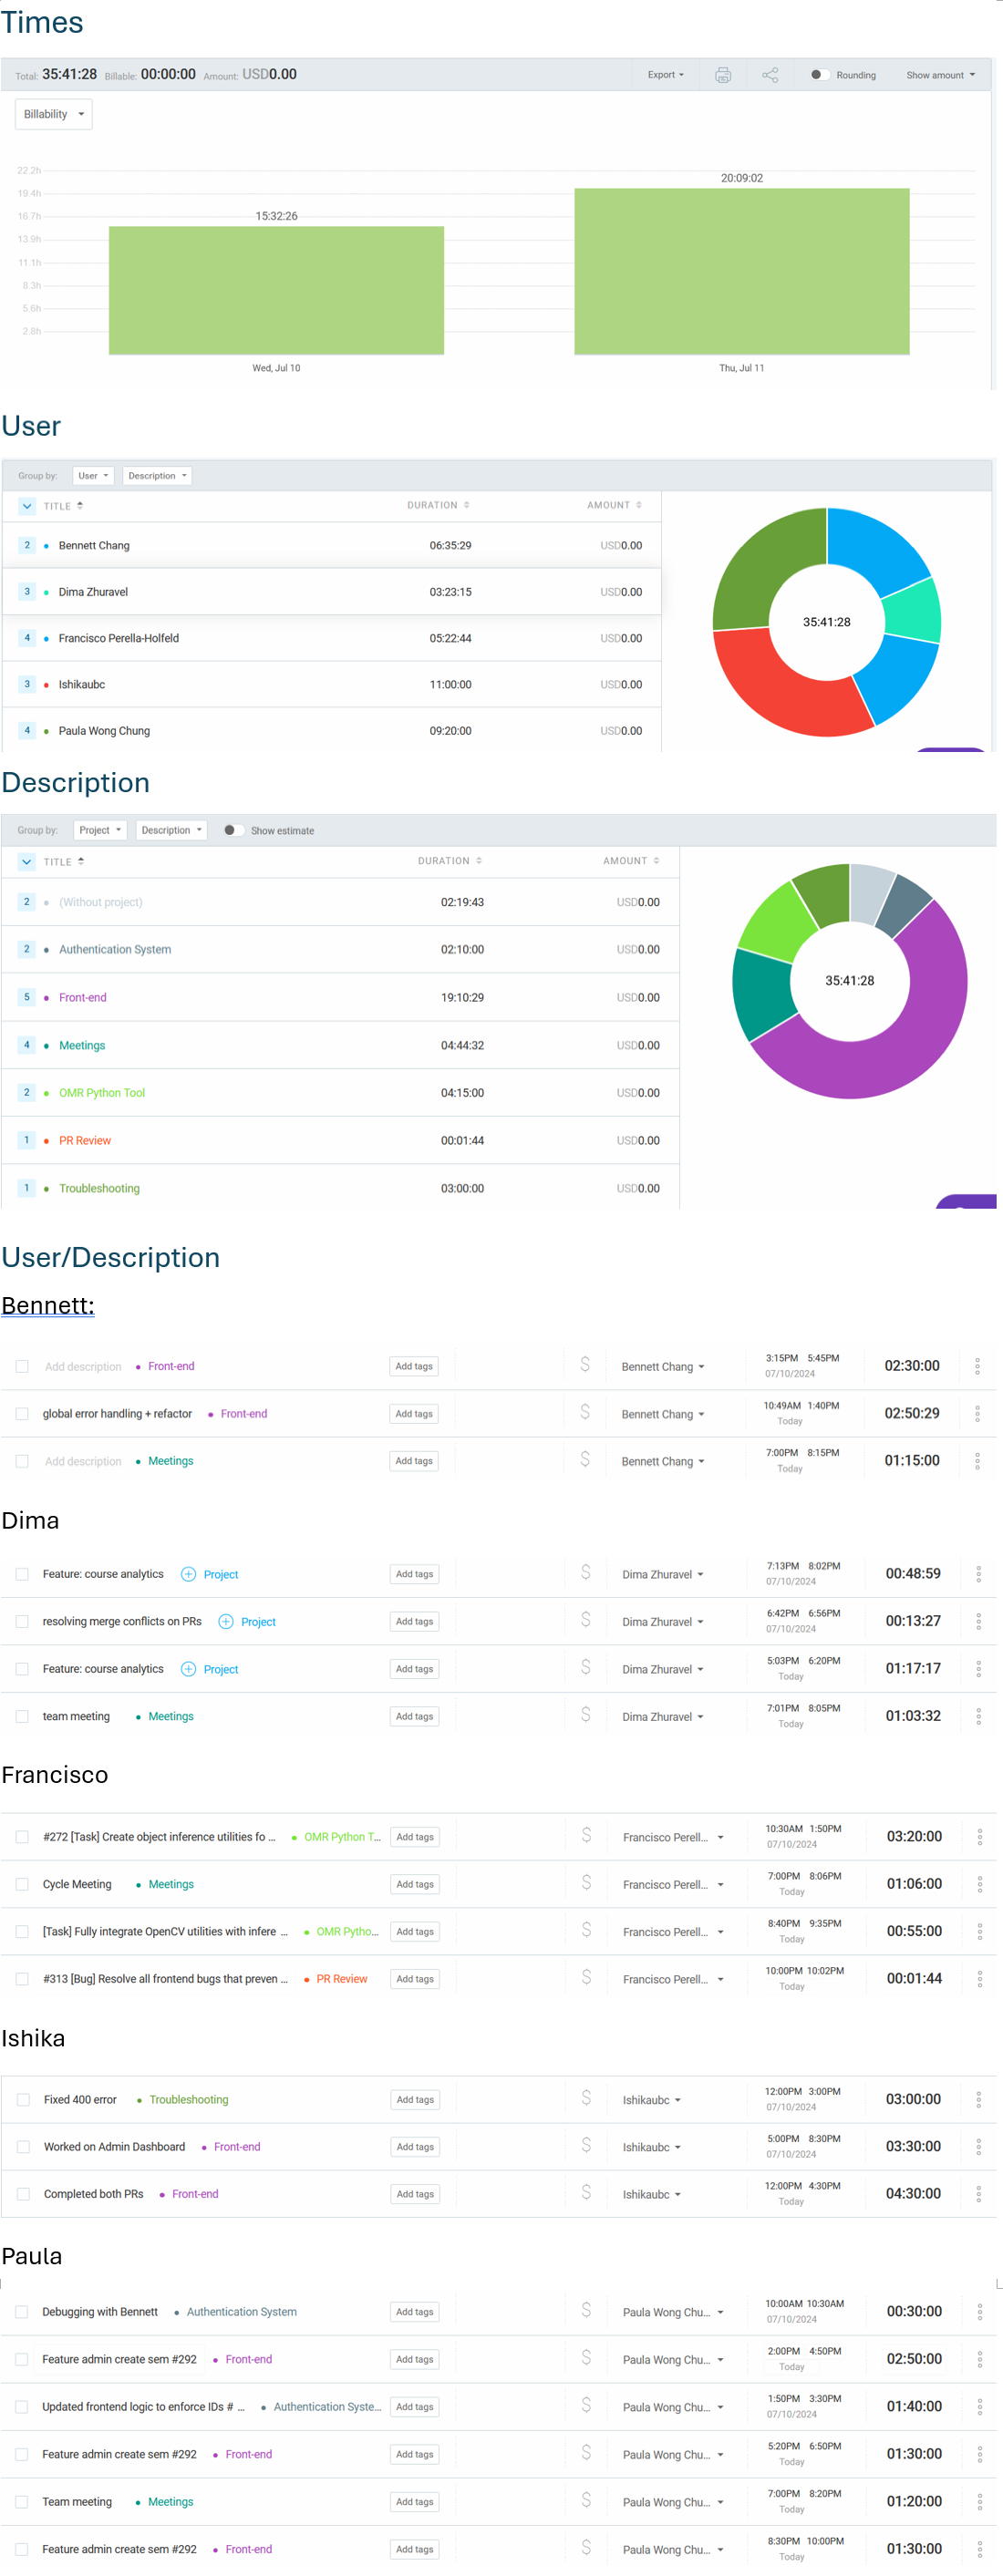 Times
Total: 35:41:28 Billable: 00:00:00 Amount: USD0.00 Export Rounding Show amount
Billability
22.2h
19.4h
16.7h
13.9h
11.1h
8.3h
5.6h
2.8h
15:32:26
20:09:02
Wed, Jul 10
Thu, Jul 11
User
Group by: User Description
TITLE DURATION AMOUNT
2 Bennett Chang 06:35:29 USD0.00
3 Dima Zhuravel 03:23:15 USD0.00
4 Francisco Perella-Holfeld 05:22:44 USD0.00
3 Ishikaubc 11:00:00 USD0.00
4 Paula Wong Chung 09:20:00 USD0.00
35:41:28
Description
Group by: Project Description Show estimate
TITLE DURATION AMOUNT
2 (Without project) 02:19:43 USD0.00
2 Authentication System 02:10:00 USD0.00
5 Front-end 19:10:29 USD0.00
4 Meetings 04:44:32 USD0.00
2 OMR Python Tool 04:15:00 USD0.00
1 PR Review 00:01:44 USD0.00
1 Troubleshooting 03:00:00 USD0.00
35:41:28
User/Description
Bennett:
Add description Front-end Add tags $ Bennett Chang 3:15PM 5:45PM 02:30:00
07/10/2024
global error handling + refactor Front-end Add tags $ Bennett Chang 10:49AM 1:40PM 02:50:29
Today
Add description Meetings Add tags $ Bennett Chang 7:00PM 8:15PM 01:15:00
Today
Dima
Feature: course analytics Project Add tags $ Dima Zhuravel 7:13PM 8:02PM 00:48:59
07/10/2024
resolving merge conflicts on PRs Project Add tags $ Dima Zhuravel 6:42PM 6:56PM 00:13:27
07/10/2024
Feature: course analytics Project Add tags $ Dima Zhuravel 5:03PM 6:20PM 01:17:17
Today
team meeting Meetings Add tags $ Dima Zhuravel 7:01PM 8:05PM 01:03:32
Today
Francisco
#272 [Task] Create object inference utilities fo ... OMR Python T... Add tags $ Francisco Perell... 10:30AM 1:50PM 03:20:00
07/10/2024
Cycle Meeting Meetings Add tags $ Francisco Perell... 7:00PM 8:06PM 01:06:00
Today
[Task] Fully integrate OpenCV utilities with infere ... OMR Pytho... Add tags $ Francisco Perell... 8:40PM 9:35PM 00:55:00
Today
#313 [Bug] Resolve all frontend bugs that preven ... PR Review Add tags $ Francisco Perell... 10:00PM 10:02PM 00:01:44
Today
Ishika
Fixed 400 error Troubleshooting Add tags $ Ishikaubc 12:00PM 3:00PM 03:00:00
07/10/2024
Worked on Admin Dashboard Front-end Add tags $ Ishikaubc 5:00PM 8:30PM 03:30:00
07/10/2024
Completed both PRs Front-end Add tags $ Ishikaubc 12:00PM 4:30PM 04:30:00
Today
Paula
Debugging with Bennett Authentication System Add tags $ Paula Wong Chu... 10:00AM 10:30AM 00:30:00
07/10/2024
Feature admin create sem #292 Front-end Add tags $ Paula Wong Chu... 2:00PM 4:50PM 02:50:00
Today
Updated frontend logic to enforce IDs # ... Authentication Syste... Add tags $ Paula Wong Chu... 1:50PM 3:30PM 01:40:00
07/10/2024
Feature admin create sem #292 Front-end Add tags $ Paula Wong Chu... 5:20PM 6:50PM 01:30:00
Today
Team meeting Meetings Add tags $ Paula Wong Chu... 7:00PM 8:20PM 01:20:00
Today
Feature admin create sem #292 Front-end Add tags $ Paula Wong Chu... 8:30PM 10:00PM 01:30:00
Today